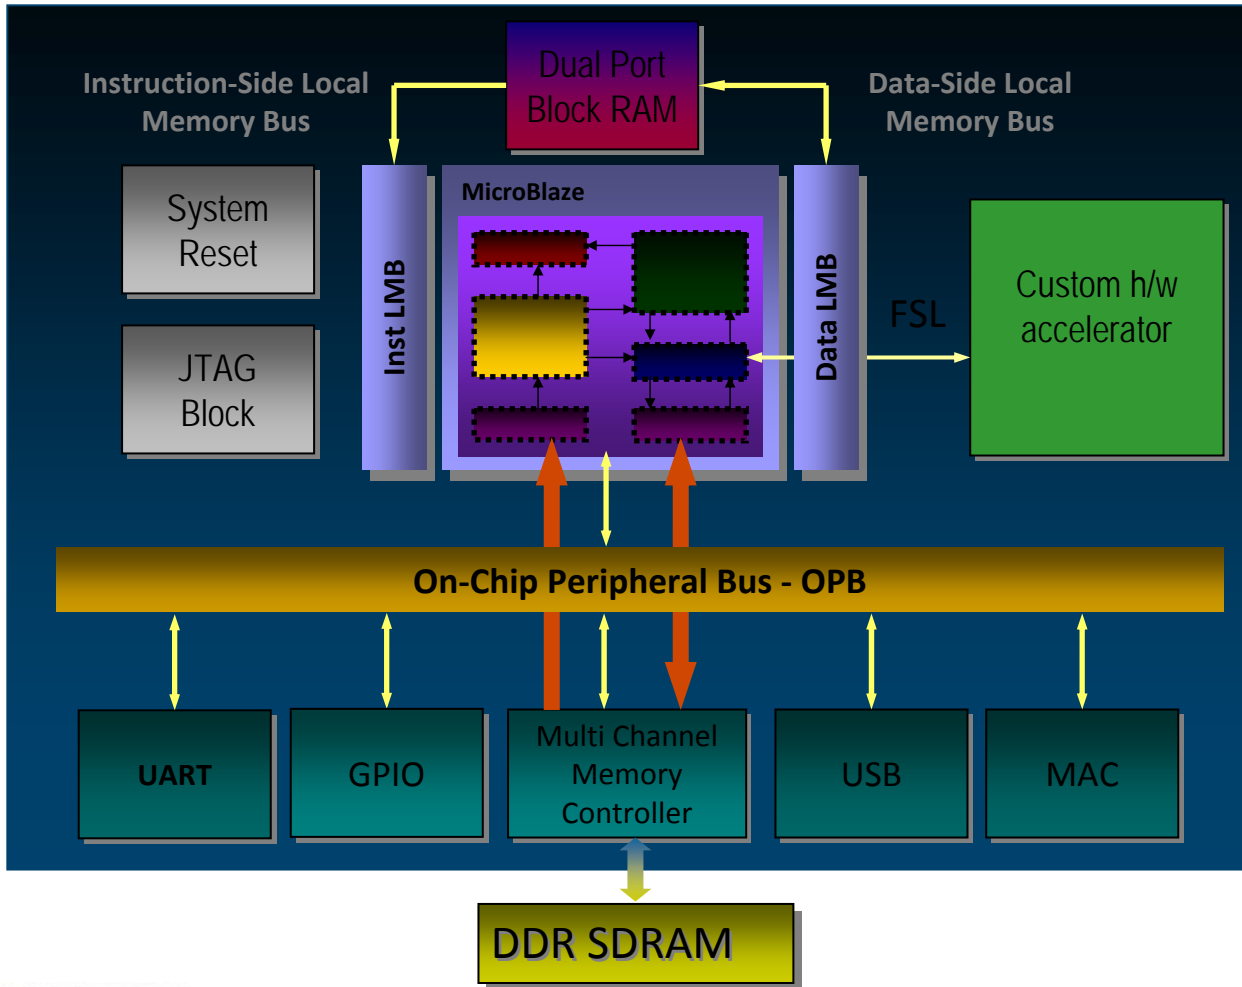 Dual Port
Block RAM
Instruction-Side Local
Memory Bus
Data-Side Local
Memory Bus
System
Reset
JTAG
Block
Inst LMB
MicroBlaze
Data LMB
FSL
Custom h/w
accelerator
On-Chip Peripheral Bus - OPB
UART
GPIO
Multi Channel
Memory
Controller
USB
MAC
DDR SDRAM